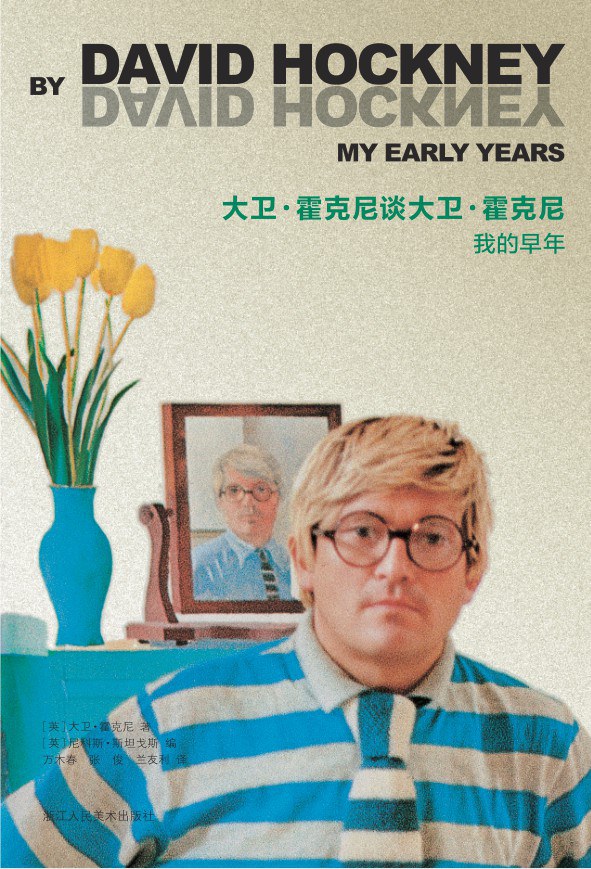 BY DAVID HOCKNEY
DAVID HOCKNEY
MY EARLY YEARS
大卫·霍克尼谈大卫·霍克尼
我的早年
[英]大卫·霍克尼 著
[英]尼科斯·斯坦戈斯 编
万木春 张 俊 兰友利 译
浙江人民美术出版社